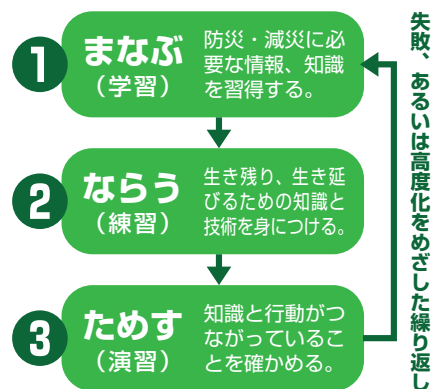 1
まなぶ
（学習）
防災・減災に必
要な情報、知識
を習得する。
2
ならう
（練習）
生き残り、生き延
びるための知識と
技術を身につける。
3
ためす
（演習）
知識と行動がつ
ながっているこ
とを確かめる。
失敗、あるいは高度化をめざした繰り返し